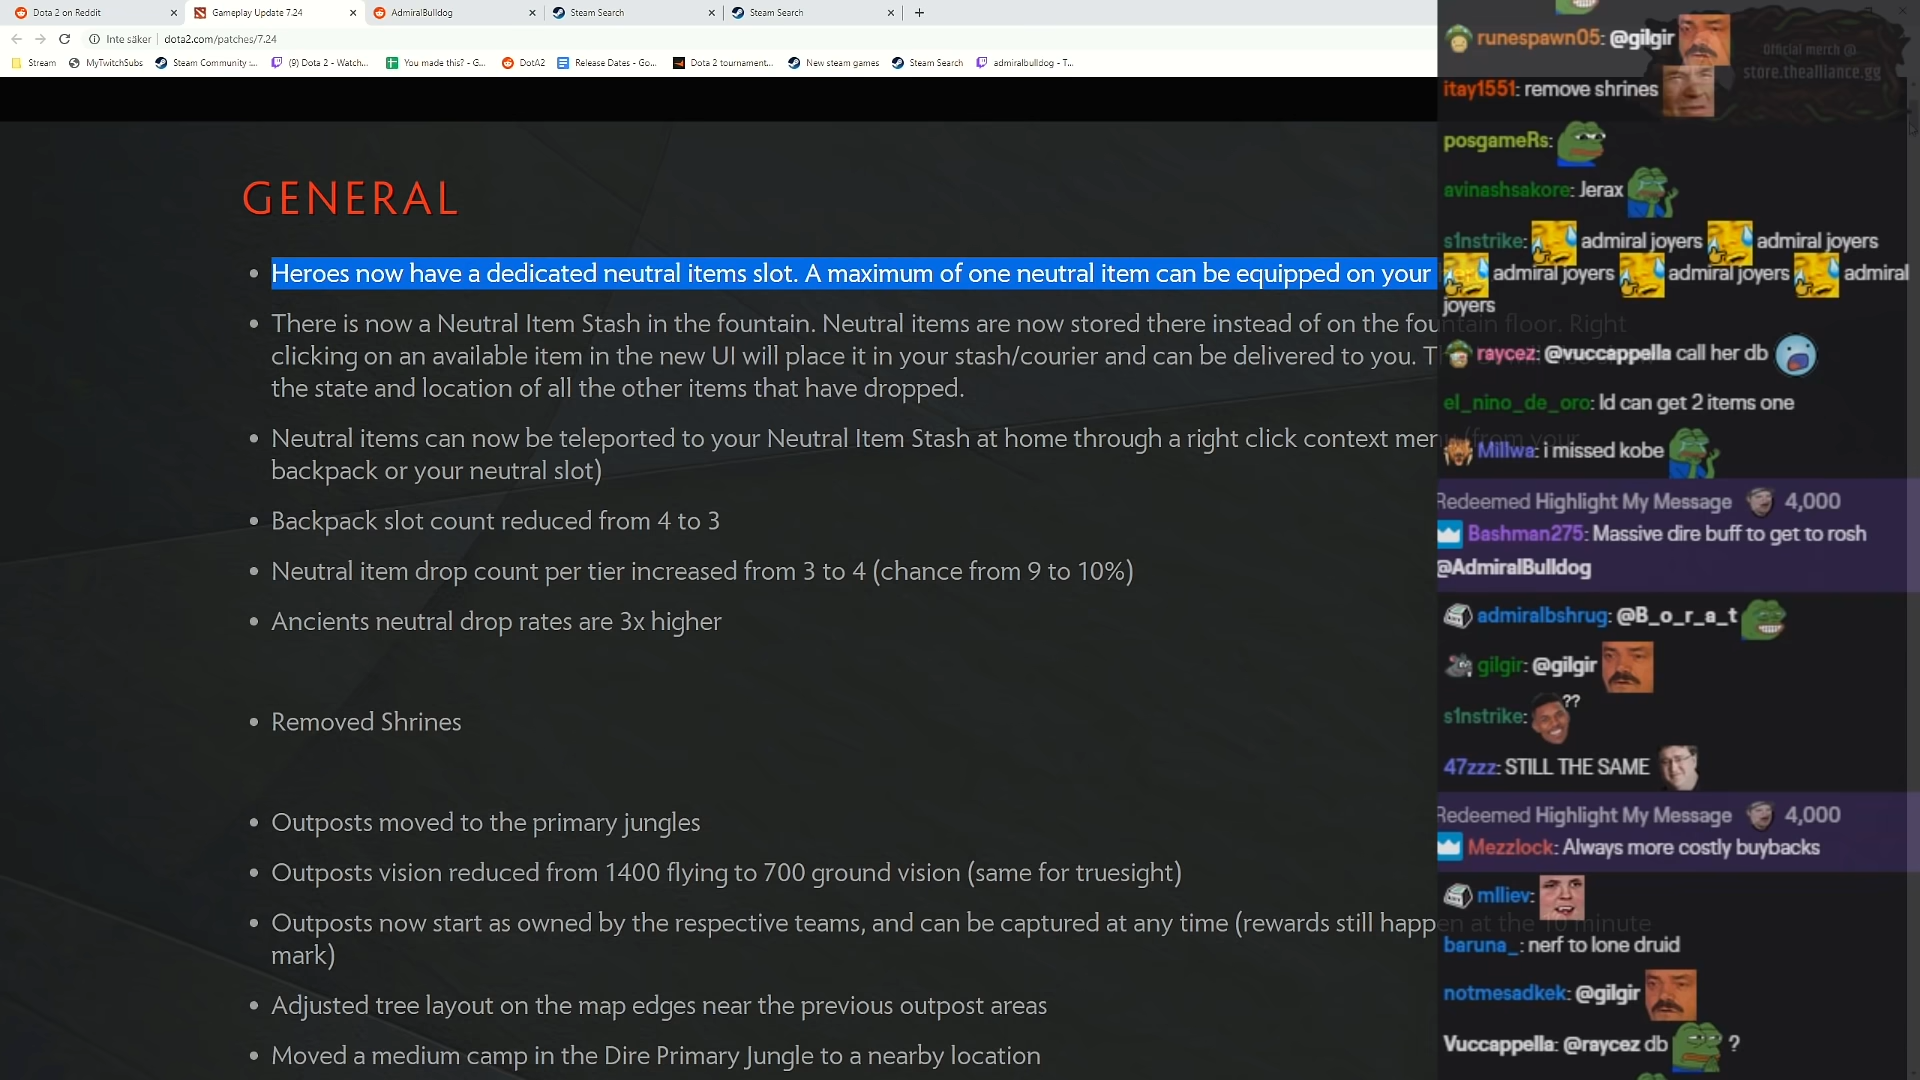 Dota 2 on Reddit
Gameplay Update 7.24
AdmiralBulldog
Steam Search
Steam Search
Inte säker
dota2.com/patches/7.24
Stream
MyTwitchSubs
Steam Community :...
(9) Dota 2 - Watch...
You made this? - G...
DotA2
Release Dates - Go...
Dota 2 tournament...
New steam games
Steam Search
admiralbulldog - T...
GENERAL
Heroes now have a dedicated neutral items slot. A maximum of one neutral item can be equipped on your
There is now a Neutral Item Stash in the fountain. Neutral items are now stored there instead of on the fountain floor. Right
clicking on an available item in the new UI will place it in your stash/courier and can be delivered to you.
the state and location of all the other items that have dropped.
Neutral items can now be teleported to your Neutral Item Stash at home through a right click context menu (from your
backpack or your neutral slot)
Backpack slot count reduced from 4 to 3
Neutral item drop count per tier increased from 3 to 4 (chance from 9 to 10%)
Ancients neutral drop rates are 3x higher
Removed Shrines
Outposts moved to the primary jungles
Outposts vision reduced from 1400 flying to 700 ground vision (same for truesight)
Outposts now start as owned by the respective teams, and can be captured at any time (rewards still happen at the 10 minute
mark)
Adjusted tree layout on the map edges near the previous outpost areas
Moved a medium camp in the Dire Primary Jungle to a nearby location
Official merch @
store.thealliance.gg
runespawn05: @gilgir
itay1551: remove shrines
posgameRs:
avinashsakore: Jerax
s1nstrike: admiral joyers admiral joyers
admiral joyers admiral joyers admiral
joyers
raycez: @vuccappella call her db
el_nino_de_oro: ld can get 2 items one
Millwa: i missed kobe
Redeemed Highlight My Message 4,000
Bashman275: Massive dire buff to get to rosh
@AdmiralBulldog
admiralbshrug: @B_o_r_a_t
gilgir: @gilgir
s1nstrike: ??
47zzz: STILL THE SAME
Redeemed Highlight My Message 4,000
Mezzlock: Always more costly buybacks
mlliev:
baruna_: nerf to lone druid
notmesadkek: @gilgir
Vuccappella: @raycez db ?